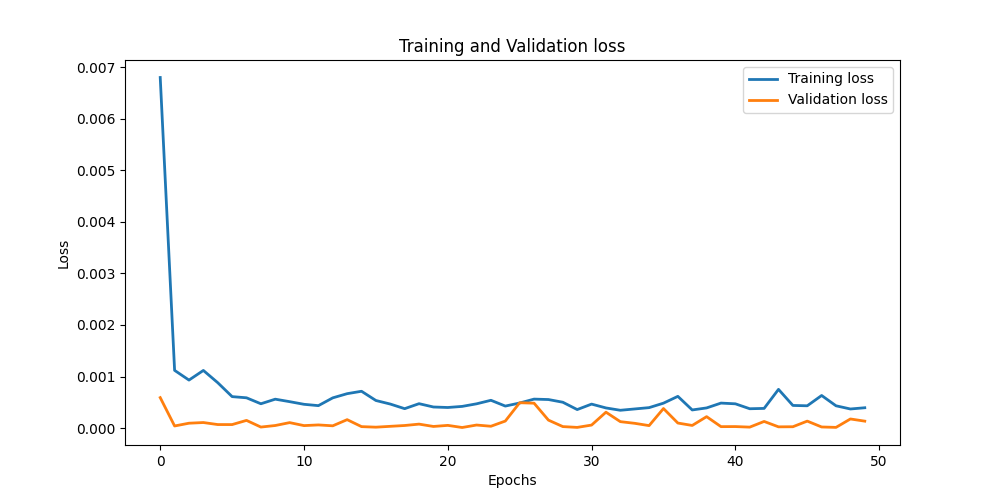 Training and Validation loss
Training loss
Validation loss
0.007
0.006
0.005
0.004
0.003
0.002
0.001
0.000
Loss
0 10 20 30 40 50
Epochs